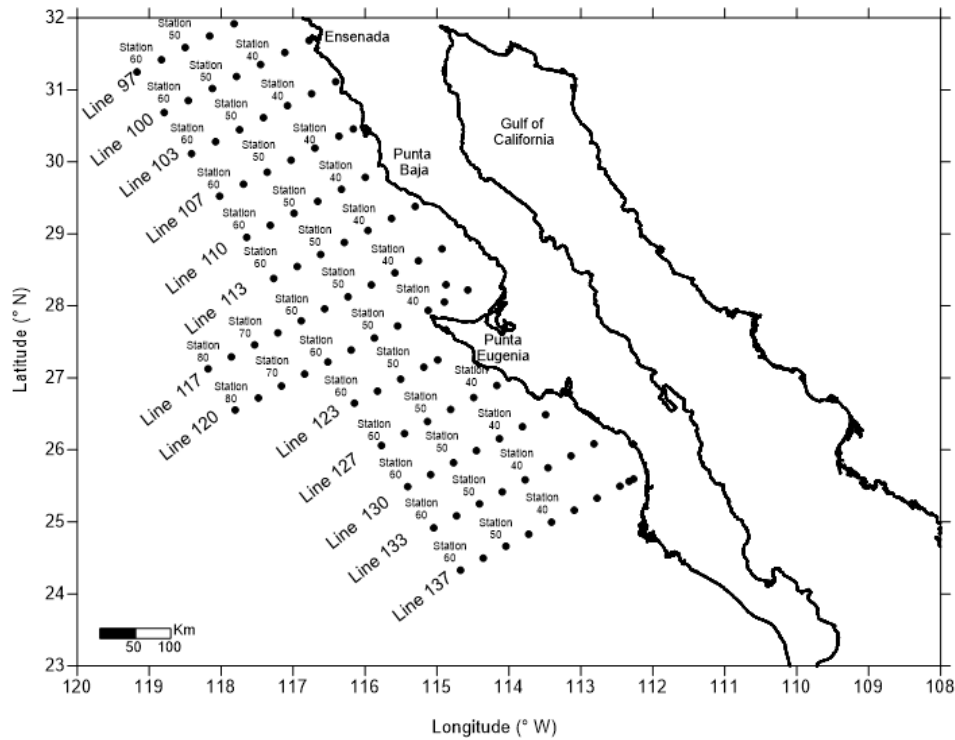 32
31
30
29
28
27
26
25
24
23
Latitude (° N)
120
119
118
117
116
115
114
113
112
111
110
109
108
Longitude (° W)
Ensenada
Gulf of
California
Punta
Baja
Punta
Eugenia
Km
50
100
Line 97
Station
60
Station
50
Station
40
Line 100
Station
60
Station
50
Station
40
Line 103
Station
60
Station
50
Station
40
Line 107
Station
60
Station
50
Station
40
Line 110
Station
60
Station
50
Station
40
Line 113
Station
60
Station
50
Station
40
Line 117
Station
80
Station
70
Station
60
Station
50
Station
40
Line 120
Station
80
Station
70
Station
60
Station
50
Line 123
Station
60
Station
50
Station
40
Line 127
Station
60
Station
50
Station
40
Line 130
Station
60
Station
50
Station
40
Line 133
Station
60
Station
50
Station
40
Line 137
Station
60
Station
50